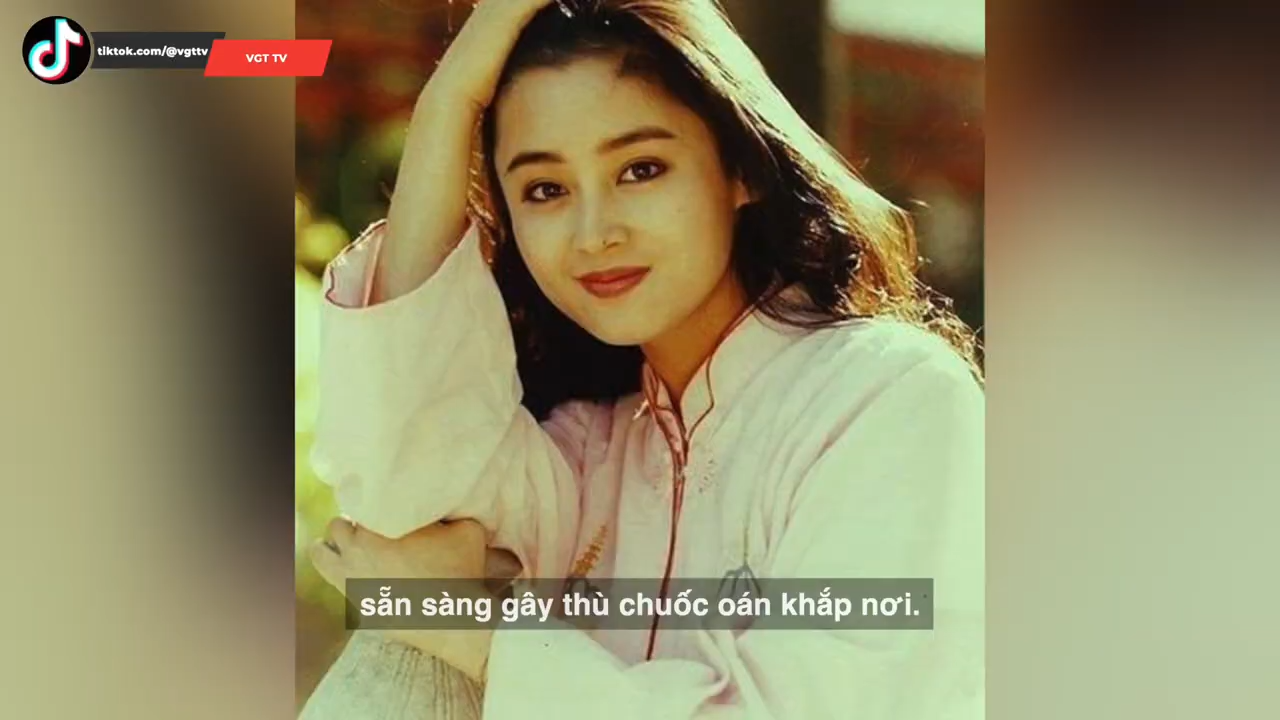 tiktok.com/@vgttv
VGT TV
sẵn sàng gây thù chuốc oán khắp nơi.